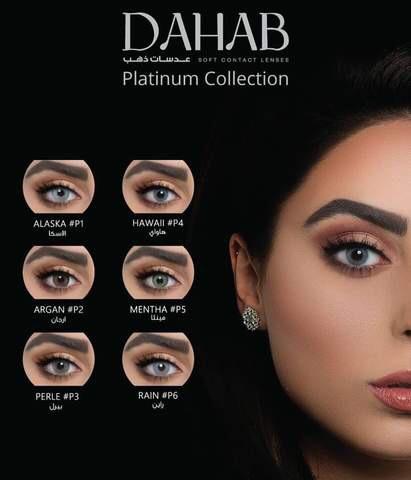 DAHAB
عدسات ذهب SOFT CONTACT LENSES
Platinum Collection
ALASKA #P1
الاسكا
HAWAII #P4
هاواي
ARGAN #P2
ارجان
MENTHA #P5
مينثا
PERLE #P3
بيرل
RAIN #P6
راين